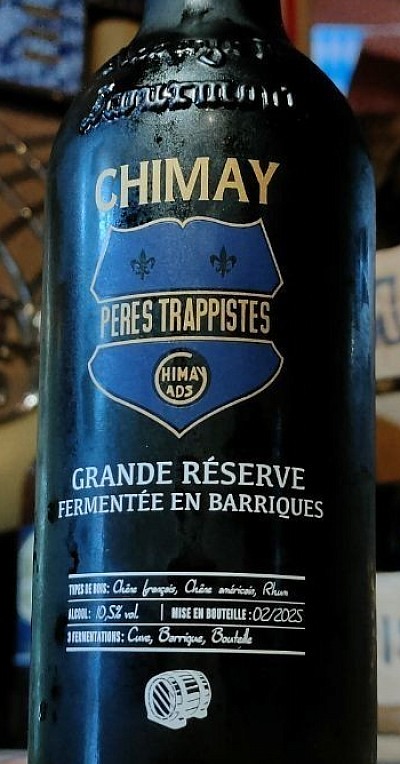 CHIMAY
PERES TRAPPISTES
CHIMAY
ADS
GRANDE RÉSERVE
FERMENTÉE EN BARRIQUES
TYPES DE BOIS: Chêne français, Chêne américain, Rhum
ALCOOL: 10,5% vol. | MISE EN BOUTEILLE: 02/2025
3 FERMENTATIONS: Cuve, Barrique, Bouteille